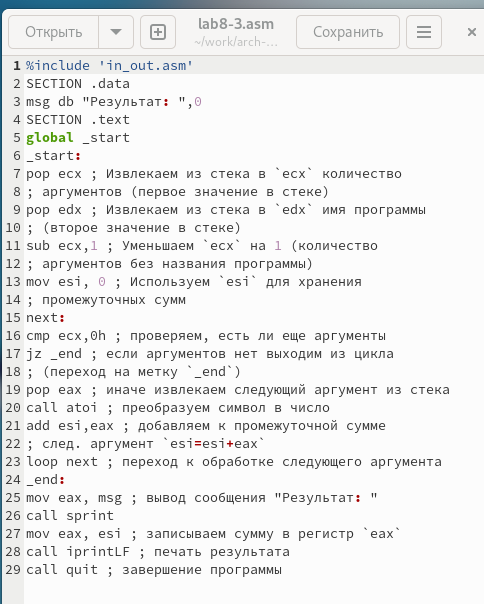 Открыть
lab8-3.asm
~/work/arch-...
Сохранить
1 %include 'in_out.asm'
2 SECTION .data
3 msg db "Результат: ",0
4 SECTION .text
5 global _start
6 _start:
7 pop ecx ; Извлекаем из стека в `ecx` количество
8 ; аргументов (первое значение в стеке)
9 pop edx ; Извлекаем из стека в `edx` имя программы
10 ; (второе значение в стеке)
11 sub ecx,1 ; Уменьшаем `ecx` на 1 (количество
12 ; аргументов без названия программы)
13 mov esi, 0 ; Используем `esi` для хранения
14 ; промежуточных сумм
15 next:
16 cmp ecx,0h ; проверяем, есть ли еще аргументы
17 jz _end ; если аргументов нет выходим из цикла
18 ; (переход на метку `_end`)
19 pop eax ; иначе извлекаем следующий аргумент из стека
20 call atoi ; преобразуем символ в число
21 add esi,eax ; добавляем к промежуточной сумме
22 ; след. аргумент `esi=esi+eax`
23 loop next ; переход к обработке следующего аргумента
24 _end:
25 mov eax, msg ; вывод сообщения "Результат: "
26 call sprint
27 mov eax, esi ; записываем сумму в регистр `eax`
28 call iprintLF ; печать результата
29 call quit ; завершение программы